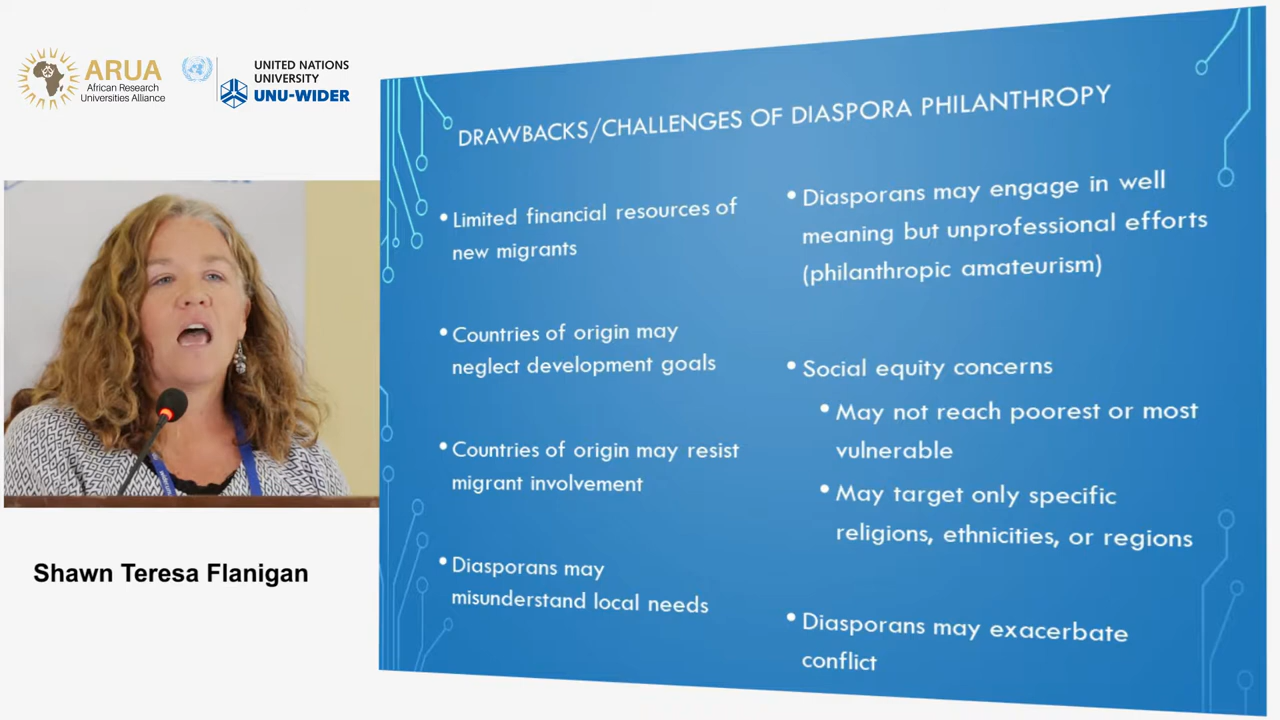 ARUA
African Research
Universities Alliance
UNITED NATIONS
UNIVERSITY
UNU-WIDER
DRAWBACKS/CHALLENGES OF DIASPORA PHILANTHROPY
• Limited financial resources of
new migrants
• Countries of origin may
neglect development goals
• Countries of origin may resist
migrant involvement
• Diasporans may
misunderstand local needs
• Diasporans may engage in well
meaning but unprofessional efforts
(philanthropic amateurism)
• Social equity concerns
• May not reach poorest or most
vulnerable
• May target only specific
religions, ethnicities, or regions
• Diasporans may exacerbate
conflict
Shawn Teresa Flanigan